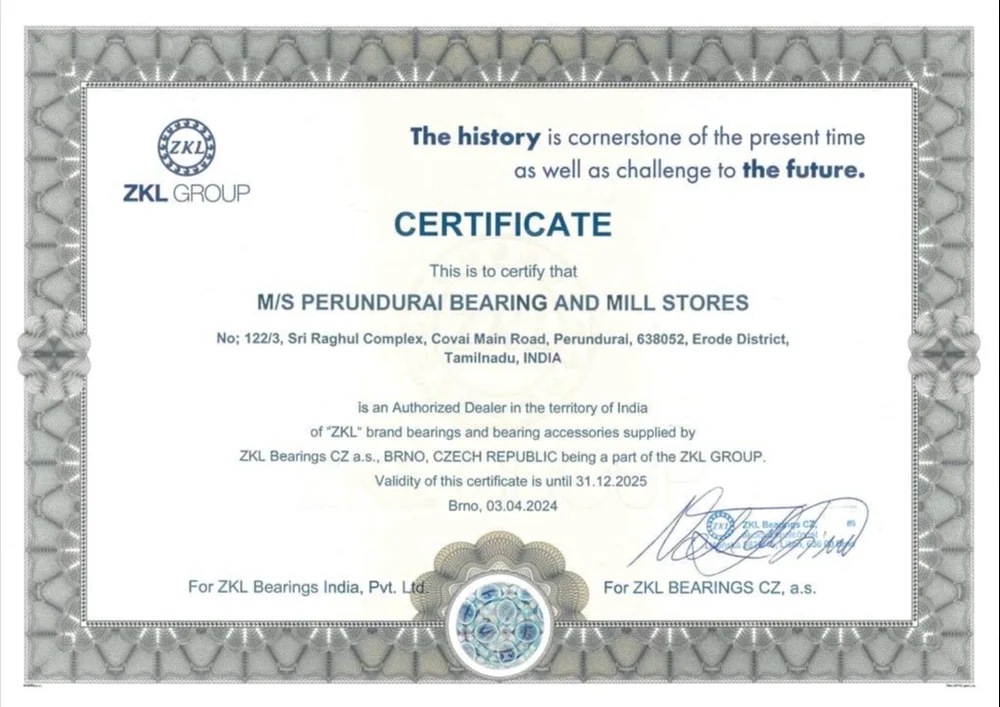 ZKL
ZKL GROUP
The history is cornerstone of the present time
as well as challenge to the future.
CERTIFICATE
This is to certify that
M/S PERUNDURAI BEARING AND MILL STORES
No; 122/3, Sri Raghul Complex, Covai Main Road, Perundurai, 638052, Erode District,
Tamilnadu, INDIA
is an Authorized Dealer in the territory of India
of "ZKL" brand bearings and bearing accessories supplied by
ZKL Bearings CZ a.s., BRNO, CZECH REPUBLIC being a part of the ZKL GROUP.
Validity of this certificate is until 31.12.2025
Brno, 03.04.2024
ZKL Bearings CZ,
For ZKL Bearings India, Pvt. Ltd.
For ZKL BEARINGS CZ, a.s.